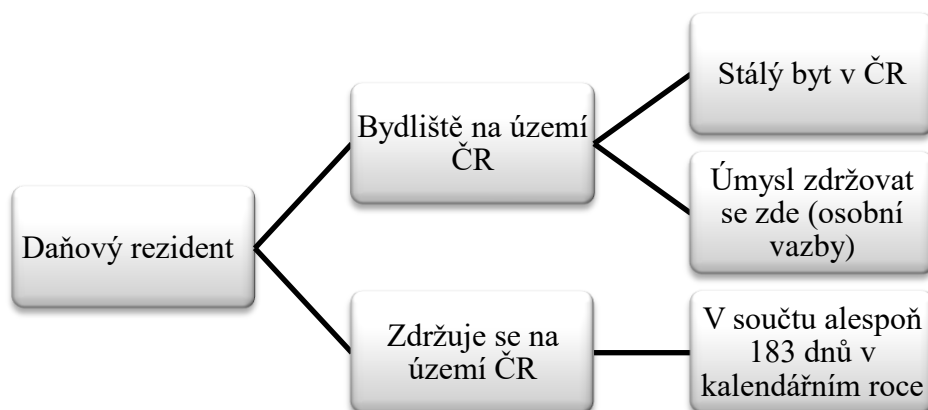 Daňový rezident
Bydliště na území
ČR
Stálý byt v ČR
Úmysl zdržovat
se zde (osobní
vazby)
Zdržuje se na
území ČR
V součtu alespoň
183 dnů v
kalendářním roce